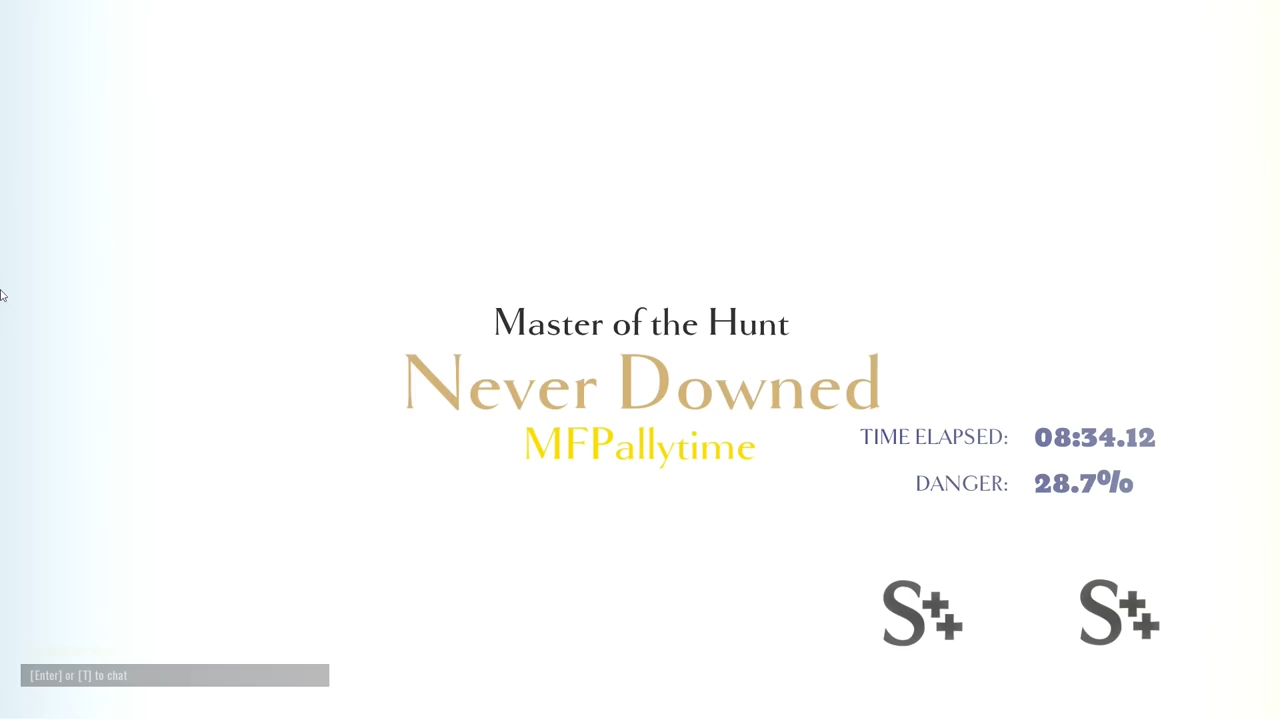 Master of the Hunt
Never Downed
MFPallytime
TIME ELAPSED: 08:34.12
DANGER: 28.7%
S++ S++
[Enter] or [T] to chat